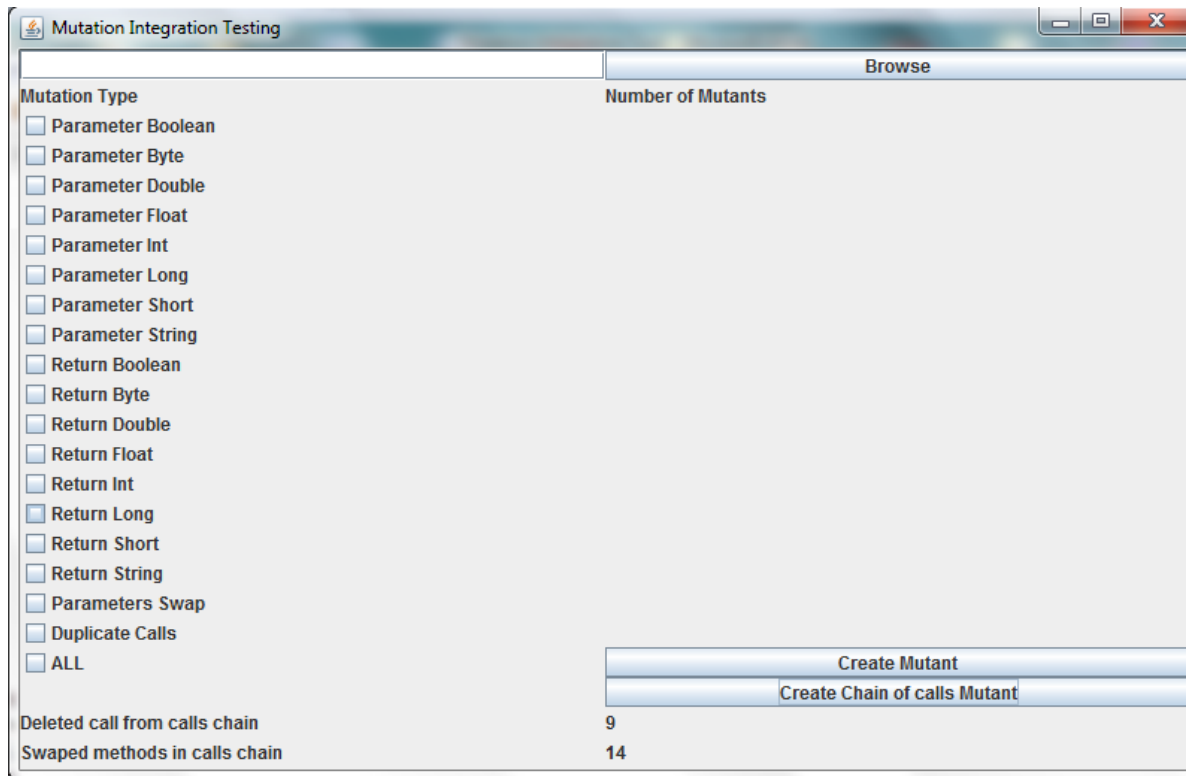 Mutation Integration Testing
Browse
Mutation Type Number of Mutants
Parameter Boolean
Parameter Byte
Parameter Double
Parameter Float
Parameter Int
Parameter Long
Parameter Short
Parameter String
Return Boolean
Return Byte
Return Double
Return Float
Return Int
Return Long
Return Short
Return String
Parameters Swap
Duplicate Calls
ALL Create Mutant
Create Chain of calls Mutant
Deleted call from calls chain 9
Swaped methods in calls chain 14